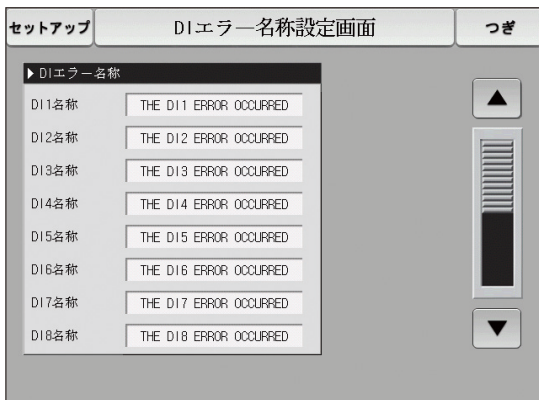 セットアップ
DIエラー名称設定画面
つぎ
▶DIエラー名称
DI1名称 THE DI1 ERROR OCCURRED
DI2名称 THE DI2 ERROR OCCURRED
DI3名称 THE DI3 ERROR OCCURRED
DI4名称 THE DI4 ERROR OCCURRED
DI5名称 THE DI5 ERROR OCCURRED
DI6名称 THE DI6 ERROR OCCURRED
DI7名称 THE DI7 ERROR OCCURRED
DI8名称 THE DI8 ERROR OCCURRED